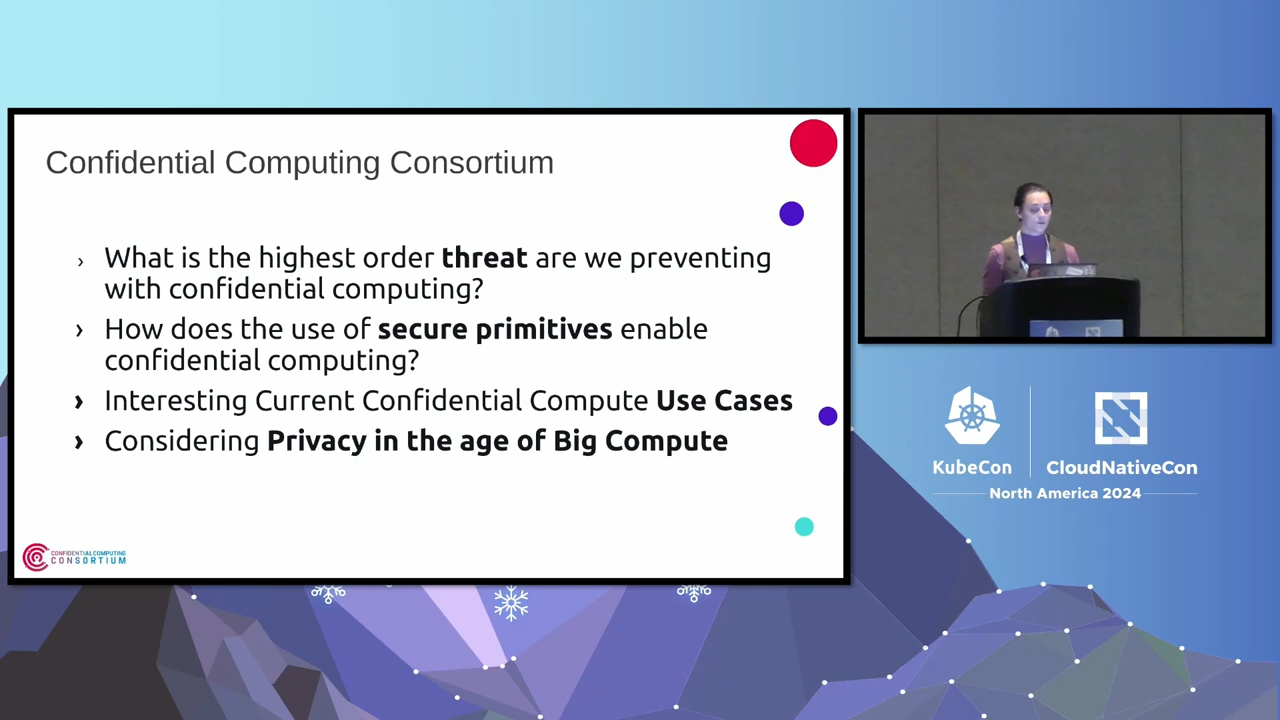 Confidential Computing Consortium
› What is the highest order threat are we preventing
with confidential computing?
› How does the use of secure primitives enable
confidential computing?
› Interesting Current Confidential Compute Use Cases
› Considering Privacy in the age of Big Compute
CONFIDENTIAL COMPUTING
CONSORTIUM
KubeCon
CloudNativeCon
North America 2024